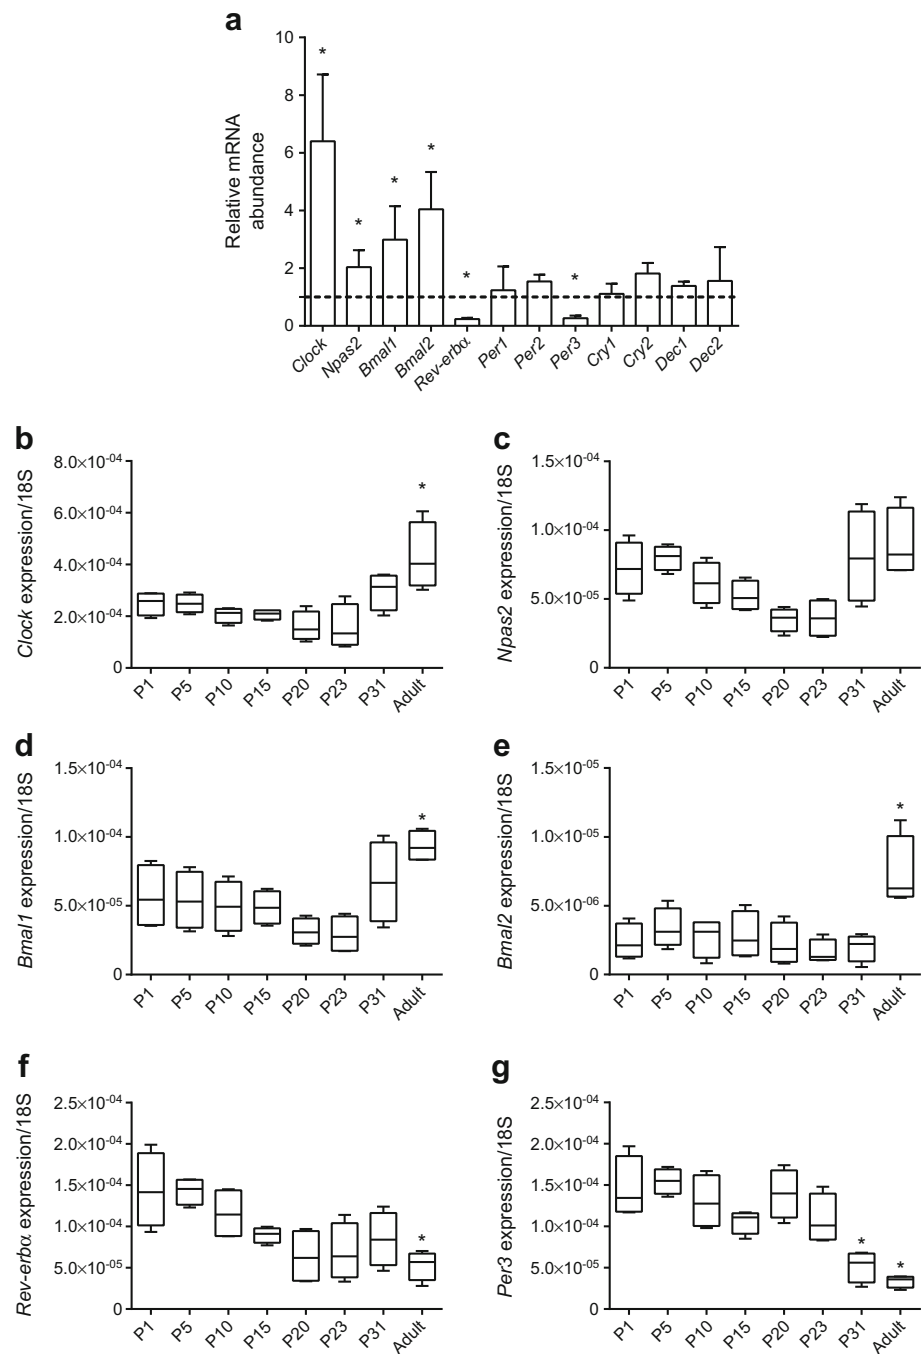 a
Relative mRNA
abundance
10
8
6
4
2
0
*
*
*
*
*
*
Clock
Npas2
Bmal1
Bmal2
Rev-erbα
Per1
Per2
Per3
Cry1
Cry2
Dec1
Dec2
b
Clock expression/18S
8.0×10-04
6.0×10-04
4.0×10-04
2.0×10-04
0
*
P1
P5
P10
P15
P20
P23
P31
Adult
c
Npas2 expression/18S
1.5×10-04
1.0×10-04
5.0×10-05
0
P1
P5
P10
P15
P20
P23
P31
Adult
d
Bmal1 expression/18S
1.5×10-04
1.0×10-04
5.0×10-05
0
*
P1
P5
P10
P15
P20
P23
P31
Adult
e
Bmal2 expression/18S
1.5×10-05
1.0×10-05
5.0×10-06
0
*
P1
P5
P10
P15
P20
P23
P31
Adult
f
Rev-erbα expression/18S
2.5×10-04
2.0×10-04
1.5×10-04
1.0×10-04
5.0×10-05
0
*
P1
P5
P10
P15
P20
P23
P31
Adult
g
Per3 expression/18S
2.5×10-04
2.0×10-04
1.5×10-04
1.0×10-04
5.0×10-05
0
*
*
P1
P5
P10
P15
P20
P23
P31
Adult